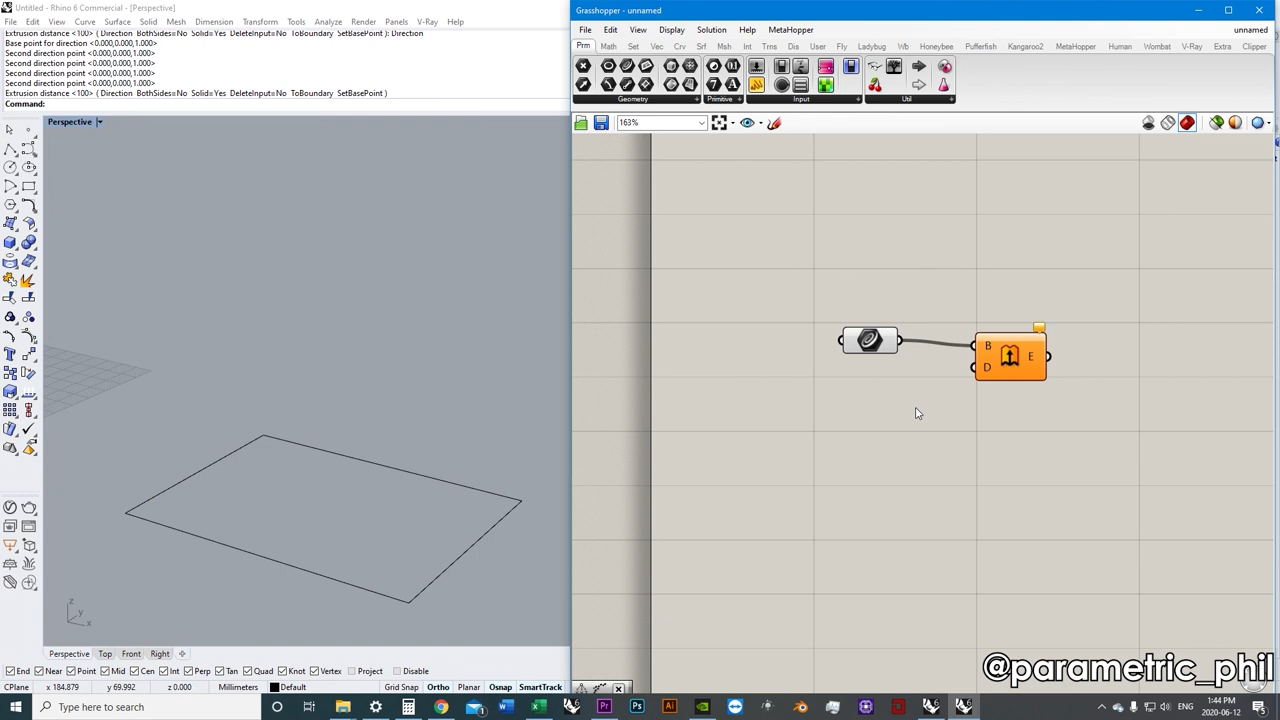 Untitled - Rhino 6 Commercial - [Perspective]
File Edit View Curve Surface Solid Mesh Dimension Transform Tools Analyze Render Panels V-Ray Help
Extrusion distance <100> ( Direction BothSides=No Solid=Yes DeleteInput=No ToBoundary SetBasePoint ): Direction
Base point for direction <0.000,0.000,1.000>
Second direction point <0.000,0.000,1.000>
Second direction point <0.000,0.000,1.000>
Second direction point <0.000,0.000,1.000>
Extrusion distance <100> ( Direction BothSides=No Solid=Yes DeleteInput=No ToBoundary SetBasePoint )
Command:
Perspective
z
y
x
Perspective Top Front Right
End Near Point Mid Cen Int Perp Tan Quad Knot Vertex Project Disable
CPlane x 184.879 y 69.992 z 0.000 Millimeters Default Grid Snap Ortho Planar Osnap SmartTrack
Grasshopper - unnamed
File Edit View Display Solution Help MetaHopper unnamed
Prm Math Set Vec Crv Srf Msh Int Trns Dis User Fly Ladybug Wb Honeybee Pufferfish Kangaroo2 MetaHopper Human Wombat V-Ray Extra Clipper
Geometry Primitive Input Util
163%
B
D
E
@parametric_phil
Type here to search
1:44 PM
2020-06-12